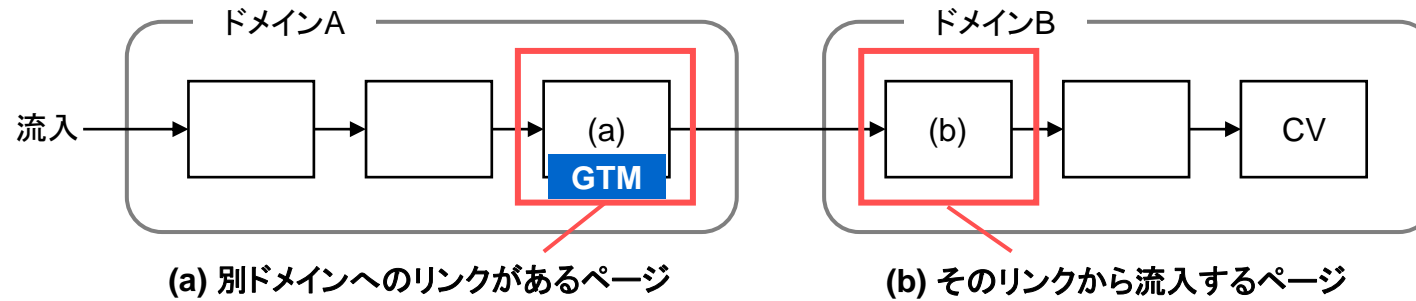 ドメインA
ドメインB
流入
(a)
GTM
(b)
CV
(a) 別ドメインへのリンクがあるページ
(b) そのリンクから流入するページ